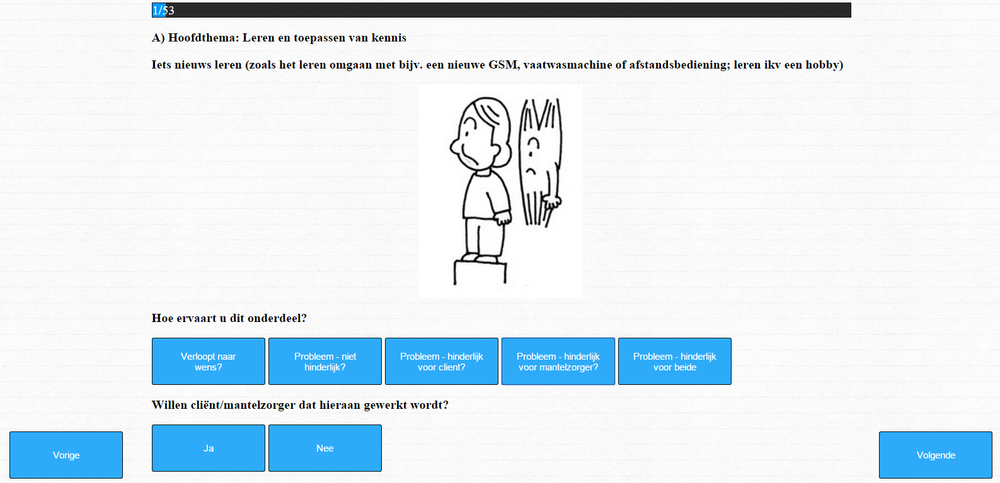 1/53
A) Hoofdthema: Leren en toepassen van kennis
Iets nieuws leren (zoals het leren omgaan met bijv. een nieuwe GSM, vaatwasmachine of afstandsbediening; leren ikv een hobby)
Hoe ervaart u dit onderdeel?
Verloopt naar
wens?
Probleem - niet
hinderlijk?
Probleem - hinderlijk
voor client?
Probleem - hinderlijk
voor mantelzorger?
Probleem - hinderlijk
voor beide
Willen cliënt/mantelzorger dat hieraan gewerkt wordt?
Ja
Nee
Vorige
Volgende